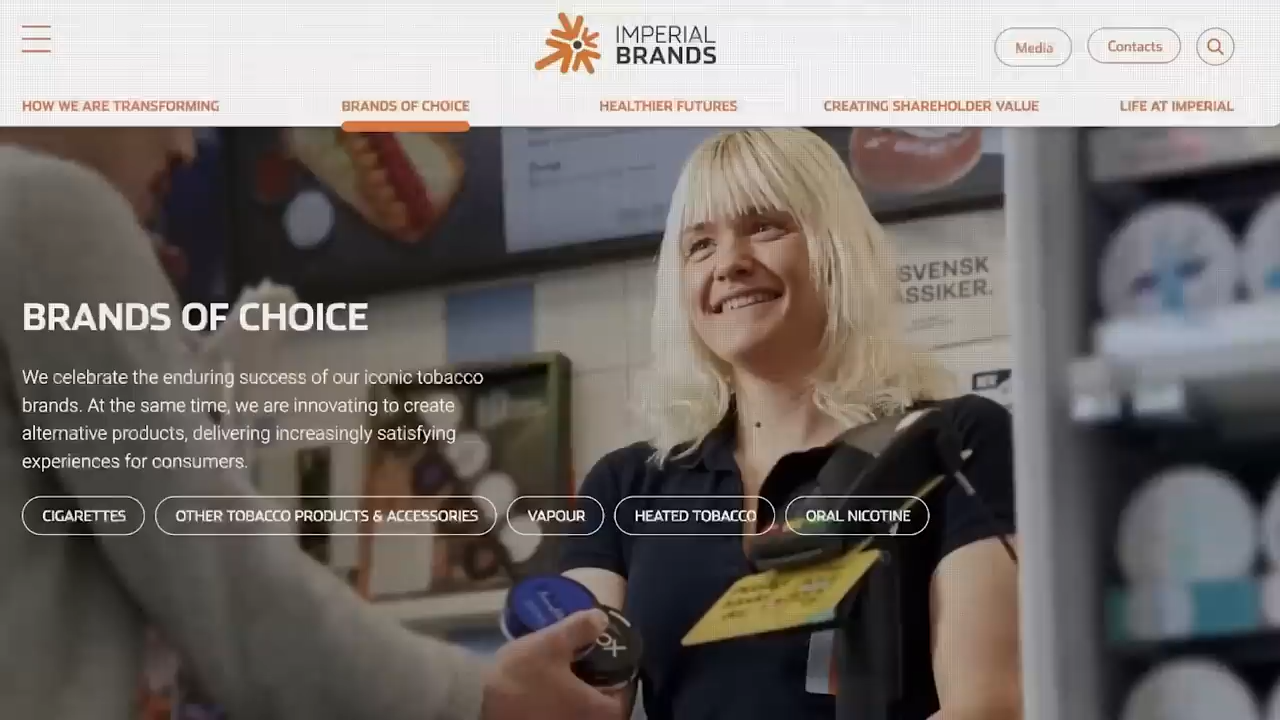 IMPERIAL
BRANDS
Media
Contacts
HOW WE ARE TRANSFORMING
BRANDS OF CHOICE
HEALTHIER FUTURES
CREATING SHAREHOLDER VALUE
LIFE AT IMPERIAL
SVENSK
SSIKER.
BRANDS OF CHOICE
We celebrate the enduring success of our iconic tobacco
brands. At the same time, we are innovating to create
alternative products, delivering increasingly satisfying
experiences for consumers.
CIGARETTES
OTHER TOBACCO PRODUCTS & ACCESSORIES
VAPOUR
HEATED TOBACCO
ORAL NICOTINE